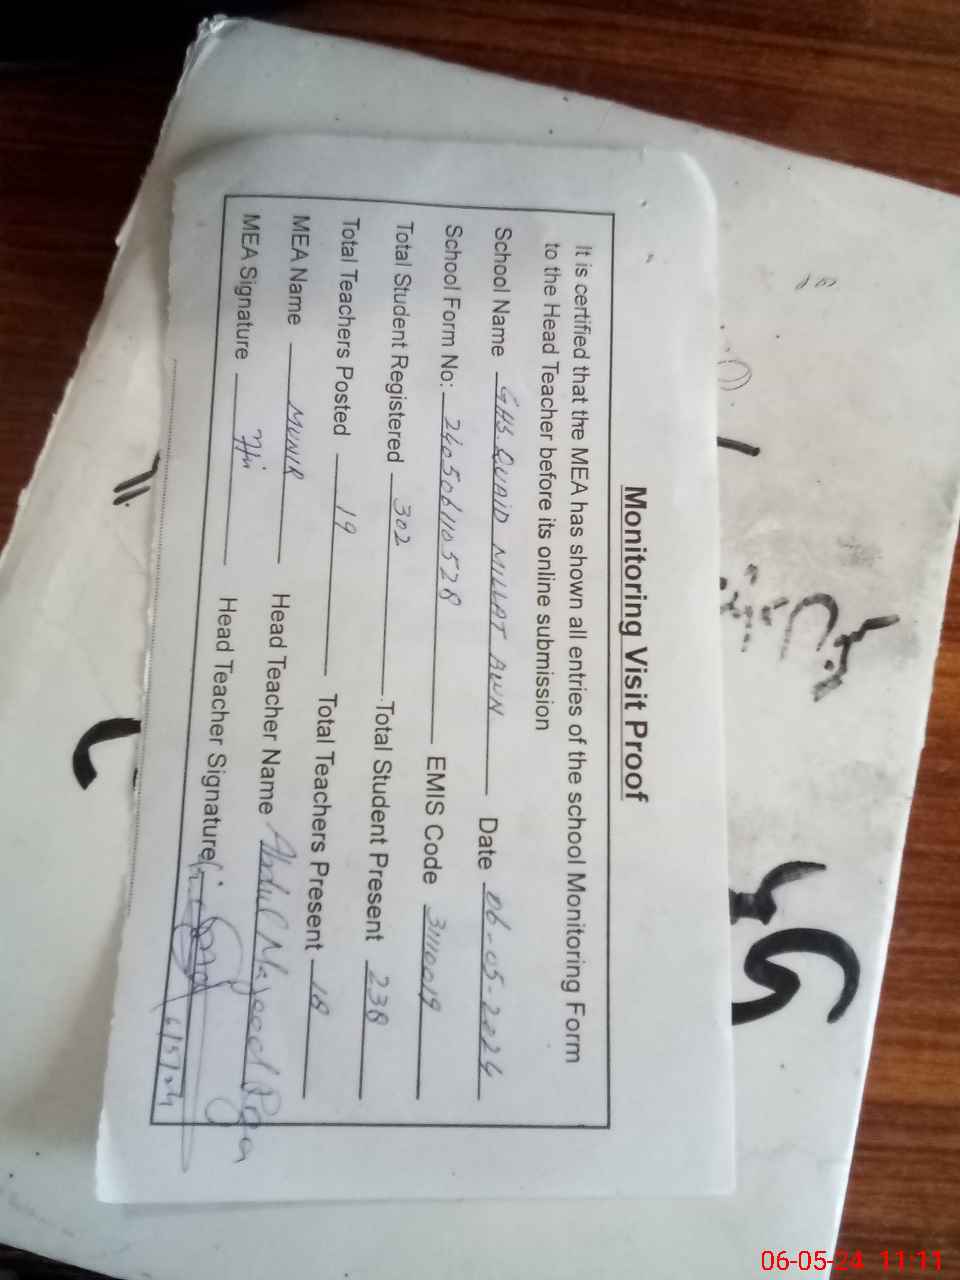 Monitoring Visit Proof
It is certified that the MEA has shown all entries of the school Monitoring Form
to the Head Teacher before its online submission
School Name GHS. QUAID MILLAT AWN Date 06-05-2024
School Form No: 240506110528 EMIS Code 31110019
Total Student Registered 302 Total Student Present 238
Total Teachers Posted 19 Total Teachers Present 18
MEA Name MUNIR Head Teacher Name Abdul Majeed
MEA Signature Head Teacher Signature 6/5/24
06-05-24 11:11